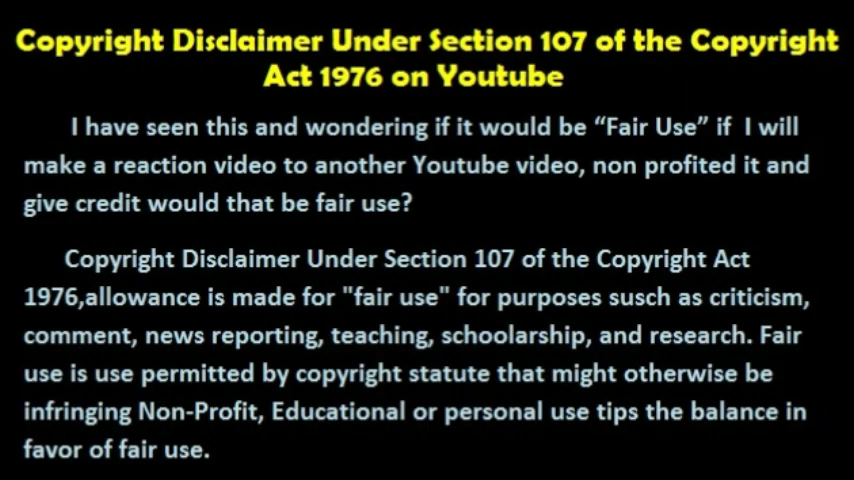 Copyright Disclaimer Under Section 107 of the Copyright
Act 1976 on Youtube
I have seen this and wondering if it would be “Fair Use” if I will
make a reaction video to another Youtube video, non profited it and
give credit would that be fair use?
Copyright Disclaimer Under Section 107 of the Copyright Act
1976,allowance is made for "fair use" for purposes susch as criticism,
comment, news reporting, teaching, schoolarship, and research. Fair
use is use permitted by copyright statute that might otherwise be
infringing Non-Profit, Educational or personal use tips the balance in
favor of fair use.